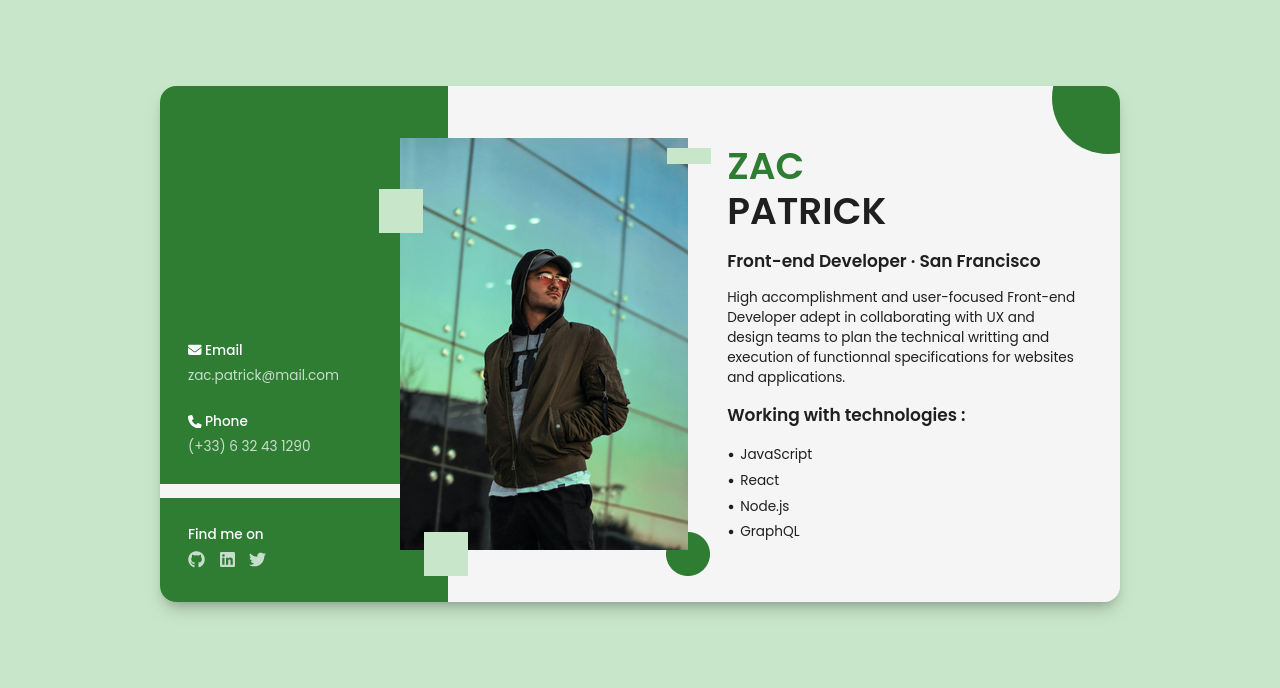 Email
zac.patrick@mail.com
Phone
(+33) 6 32 43 1290
Find me on
ZAC
PATRICK
Front-end Developer · San Francisco
High accomplishment and user-focused Front-end
Developer adept in collaborating with UX and
design teams to plan the technical writting and
execution of functionnal specifications for websites
and applications.
Working with technologies :
• JavaScript
• React
• Node.js
• GraphQL